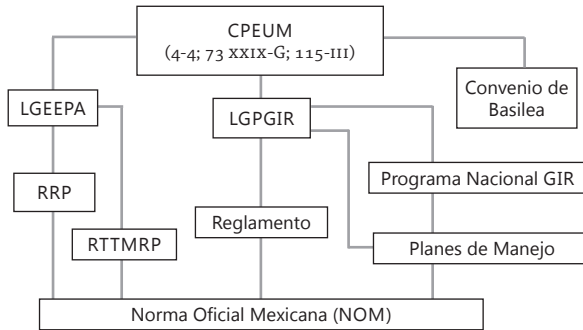 CPEUM
(4-4; 73 XXIX-G; 115-III)
Convenio de
Basilea
LGEEPA
LGPGIR
RRP
Programa Nacional GIR
Reglamento
RTTMRP
Planes de Manejo
Norma Oficial Mexicana (NOM)